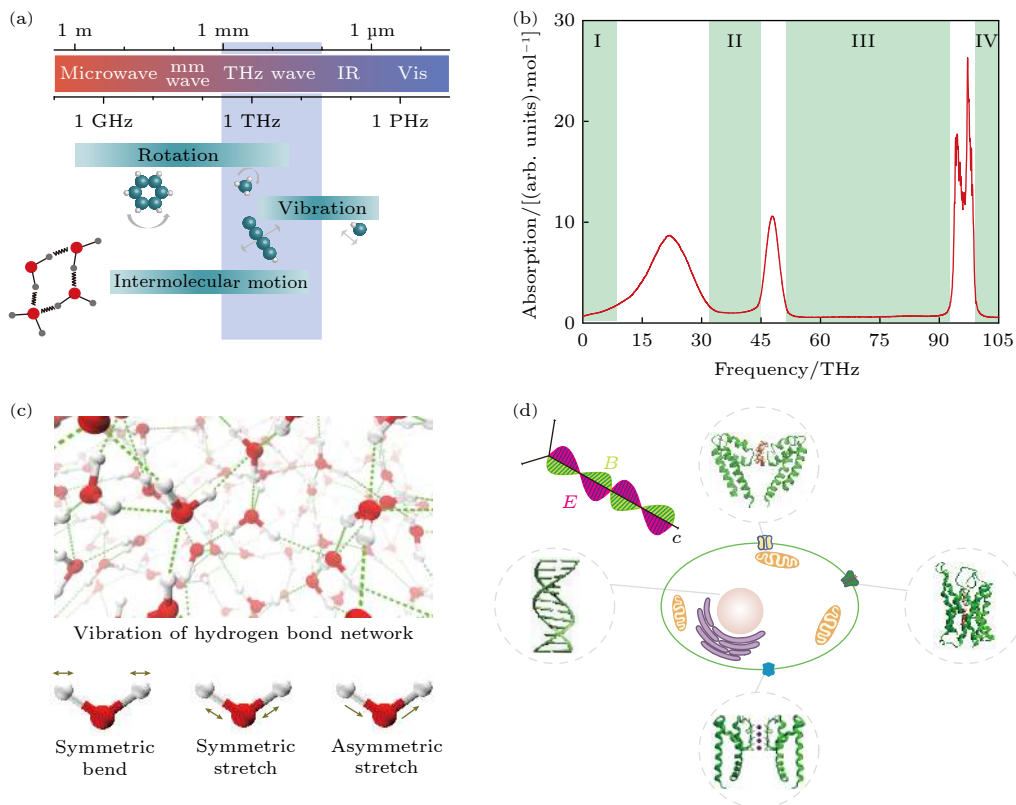 (a)
1 m 1 mm 1 μm
Microwave mm wave THz wave IR Vis
1 GHz 1 THz 1 PHz
Rotation
Vibration
Intermolecular motion
(b)
30
20
10
0
I II III IV
Absorption/[(arb. units)·mol⁻¹]
0 15 30 45 60 75 90 105
Frequency/THz
(c)
Vibration of hydrogen bond network
Symmetric
bend
Symmetric
stretch
Asymmetric
stretch
(d)
B
E
c